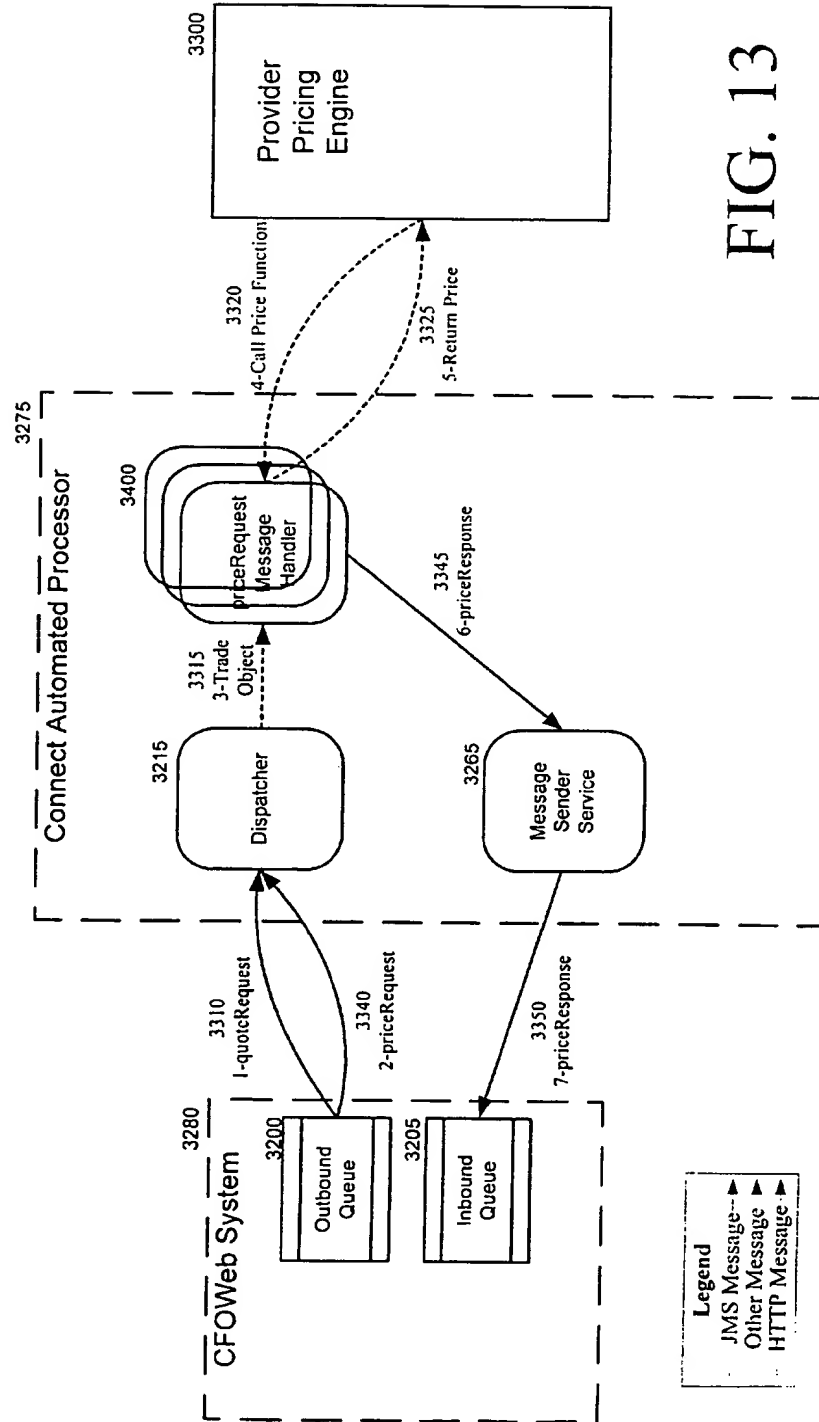 CFOWeb System
3280
3200
Outbound
Queue
3205
Inbound
Queue
3310
1-quoteRequest
3340
2-priceRequest
3350
7-priceResponse
Connect Automated Processor
3275
3215
Dispatcher
3315
3-Trade
Object
3400
priceRequest
Message
Handler
3265
Message
Sender
Service
3345
6-priceResponse
3320
4-Call Price Function
3325
5-Return Price
3300
Provider
Pricing
Engine
Legend
JMS Message
Other Message
HTTP Message
FIG. 13